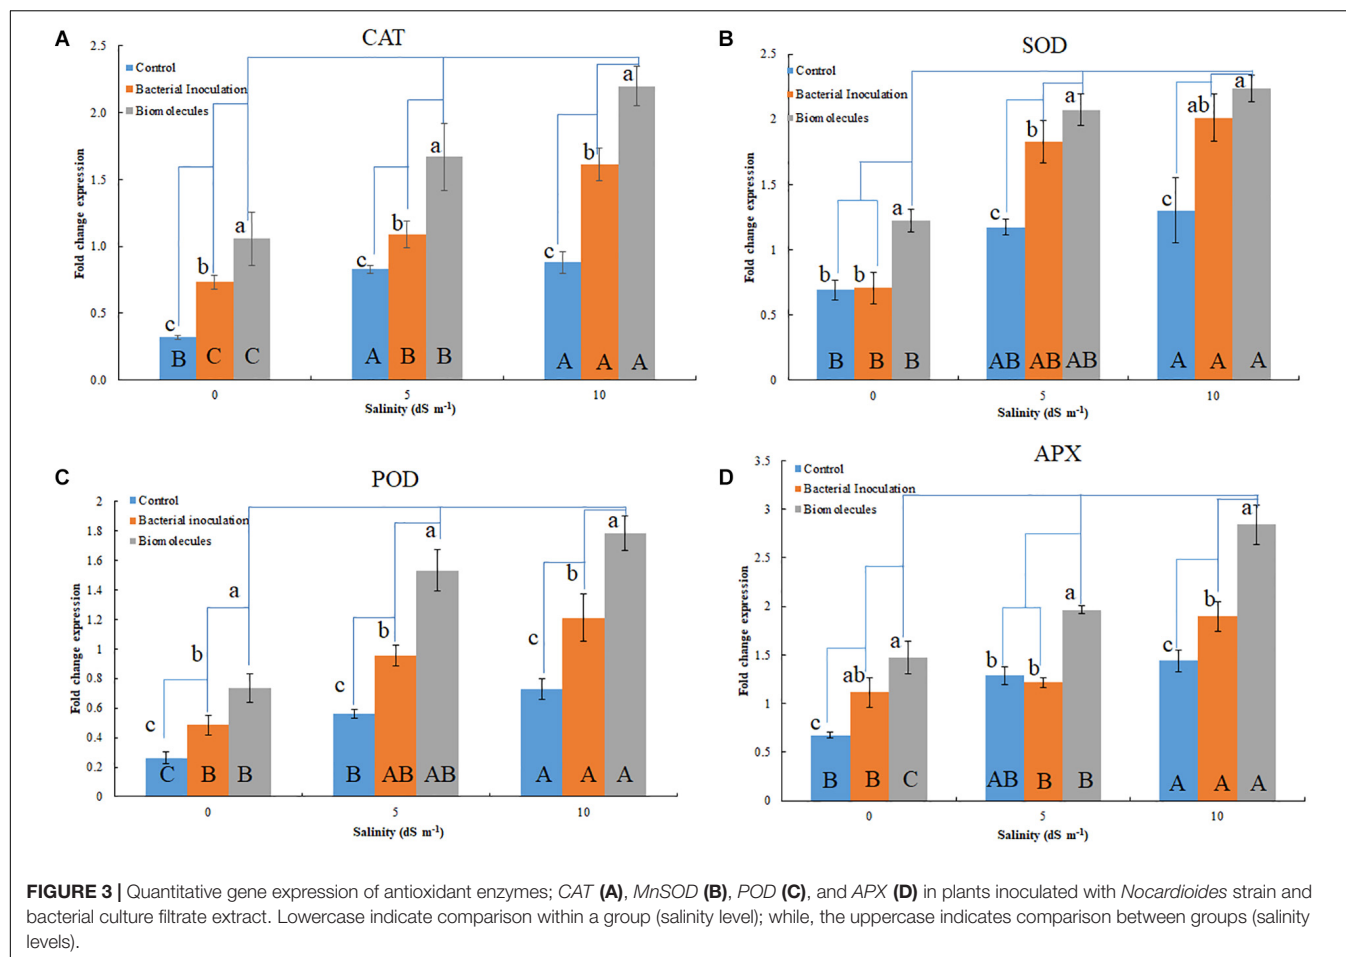 A
CAT
2.5
2.0
1.5
1.0
0.5
0.0
Fold change expression
Control
Bacterial Inoculation
Biomolecules
c
b
a
c
b
a
c
b
a
B
C
C
A
B
B
A
A
A
0
5
10
Salinity (dS m-1)
B
SOD
2.5
2
1.5
1
0.5
0
Fold change expression
Control
Bacterial Inoculation
Biomolecules
b
b
a
c
b
a
c
ab
a
B
B
B
AB
AB
AB
A
A
A
0
5
10
Salinity (dS m-1)
C
POD
2
1.8
1.6
1.4
1.2
1
0.8
0.6
0.4
0.2
0
Fold change expression
Control
Bacterial inoculation
Biomolecules
c
b
a
c
b
a
c
b
a
C
B
B
B
AB
AB
A
A
A
0
5
10
Salinity (dS m-1)
D
APX
3.5
3
2.5
2
1.5
1
0.5
0
Fold change expression
Control
Bacterial Inoculation
Biomolecules
c
ab
a
b
b
a
c
b
a
B
B
C
AB
B
B
A
A
A
0
5
10
Salinity (dS m-1)
FIGURE 3 | Quantitative gene expression of antioxidant enzymes; CAT (A), MnSOD (B), POD (C), and APX (D) in plants inoculated with Nocardioides strain and
bacterial culture filtrate extract. Lowercase indicate comparison within a group (salinity level); while, the uppercase indicates comparison between groups (salinity
levels).